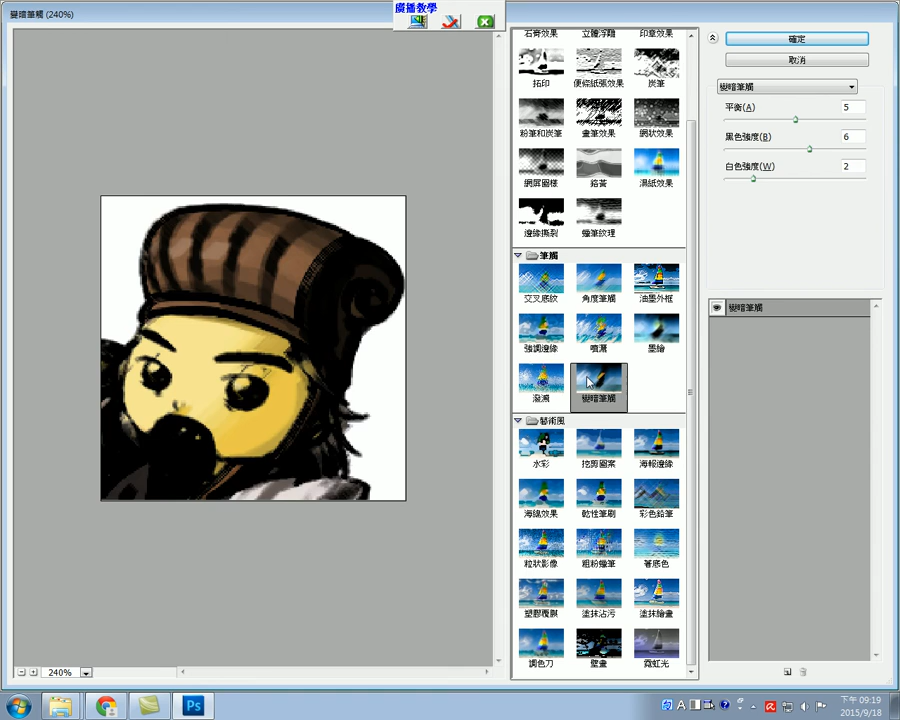 變暗筆觸 (240%)
廣播教學
石膏效果 立體浮雕 印章效果
拓印 便條紙張效果 炭筆
粉筆和炭筆 畫筆效果 網狀效果
網屏圖樣 鉻黃 濕紙效果
邊緣撕裂 蠟筆紋理
筆觸
交叉底紋 角度筆觸 油墨外框
強調邊緣 噴灑 墨繪
潑濺 變暗筆觸
藝術風
水彩 挖剪圖案 海報邊緣
海綿效果 乾性筆刷 彩色鉛筆
粒狀影像 粗粉蠟筆 著底色
塑膠覆膜 塗抹沾污 塗抹繪畫
調色刀 壁畫 霓虹光
確定
取消
變暗筆觸
平衡(A) 5
黑色強度(B) 6
白色強度(W) 2
變暗筆觸
240%
Ps
A
下午 09:19
2015/9/18